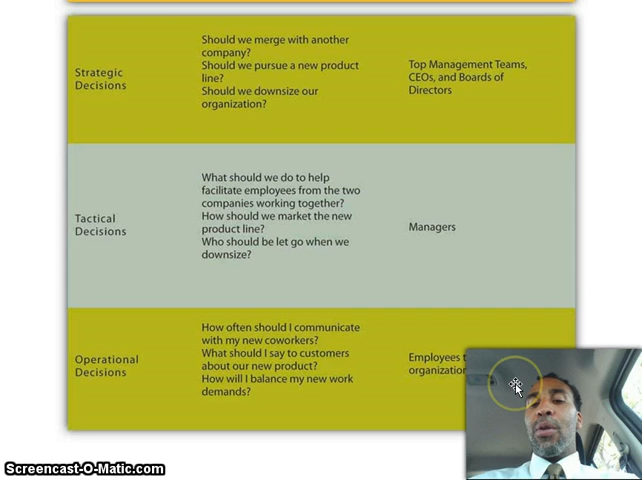 Strategic
Decisions
Should we merge with another
company?
Should we pursue a new product
line?
Should we downsize our
organization?
Top Management Teams,
CEOs, and Boards of
Directors
Tactical
Decisions
What should we do to help
facilitate employees from the two
companies working together?
How should we market the new
product line?
Who should be let go when we
downsize?
Managers
Operational
Decisions
How often should I communicate
with my new coworkers?
What should I say to customers
about our new product?
How will I balance my new work
demands?
Employees
Screencast-O-Matic.com